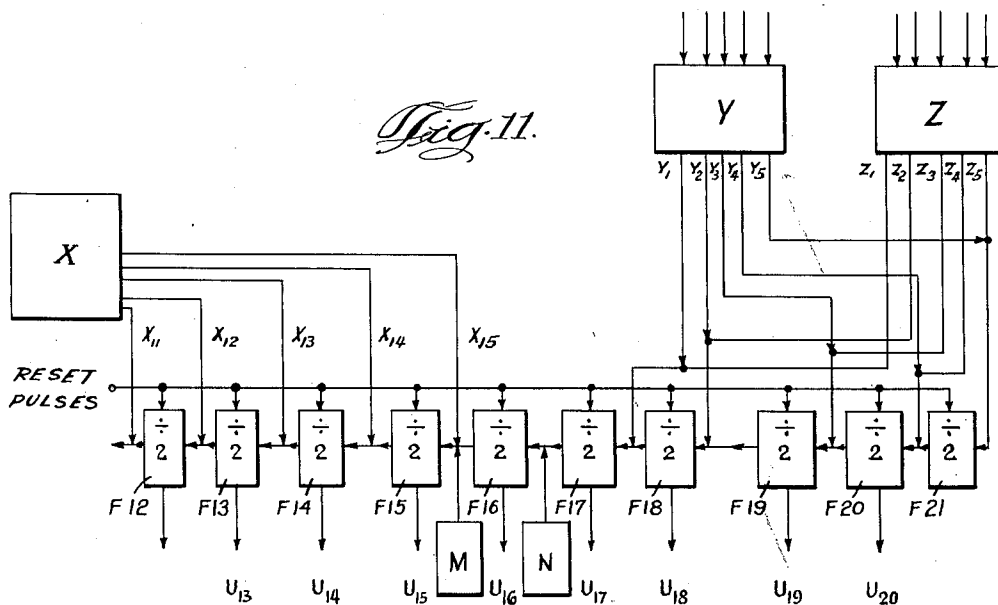 Fig. 11.
Y
Z
Y1 Y2 Y3 Y4 Y5
Z1 Z2 Z3 Z4 Z5
X
X11 X12 X13 X14 X15
RESET
PULSES
÷2 ÷2 ÷2 ÷2 ÷2 ÷2 ÷2 ÷2 ÷2 ÷2
F12 F13 F14 F15 F16 F17 F18 F19 F20 F21
M N
U13 U14 U15 U16 U17 U18 U19 U20